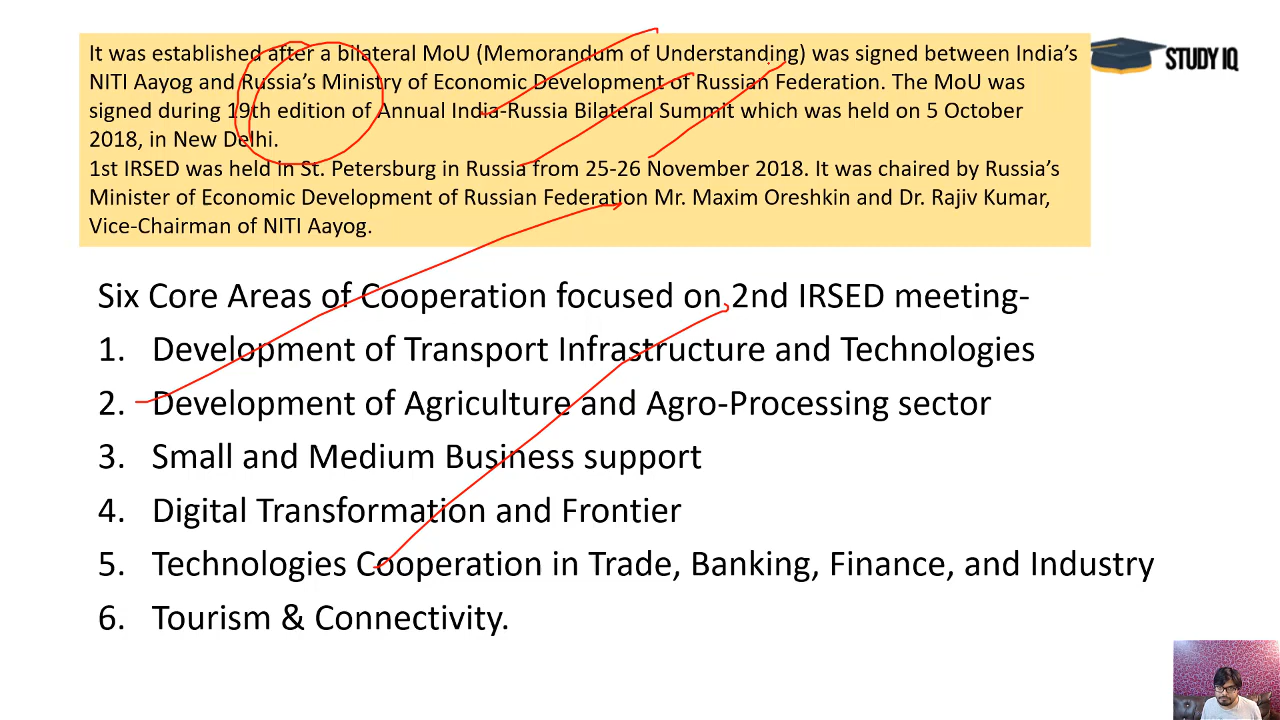 It was established after a bilateral MoU (Memorandum of Understanding) was signed between India’s
NITI Aayog and Russia’s Ministry of Economic Development of Russian Federation. The MoU was
signed during 19th edition of Annual India-Russia Bilateral Summit which was held on 5 October
2018, in New Delhi.
1st IRSED was held in St. Petersburg in Russia from 25-26 November 2018. It was chaired by Russia’s
Minister of Economic Development of Russian Federation Mr. Maxim Oreshkin and Dr. Rajiv Kumar,
Vice-Chairman of NITI Aayog.
STUDY IQ
Six Core Areas of Cooperation focused on 2nd IRSED meeting-
1. Development of Transport Infrastructure and Technologies
2. Development of Agriculture and Agro-Processing sector
3. Small and Medium Business support
4. Digital Transformation and Frontier
5. Technologies Cooperation in Trade, Banking, Finance, and Industry
6. Tourism & Connectivity.